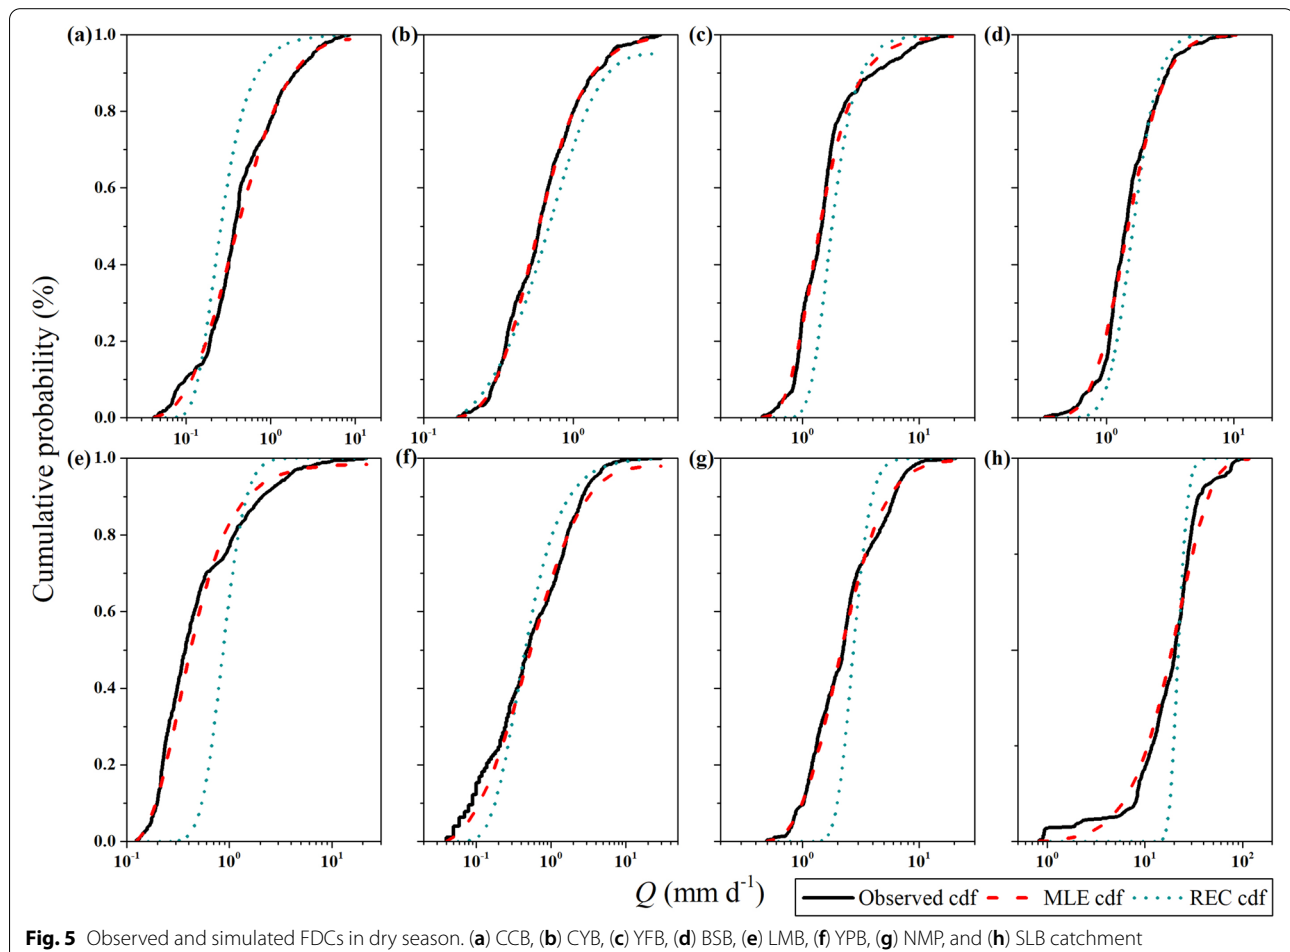 (a) (b) (c) (d)
1.0
0.8
0.6
0.4
0.2
0.0
10⁻¹ 10⁰ 10¹ 10⁻¹ 10⁰ 10⁰ 10¹ 10⁰ 10¹
(e) (f) (g) (h)
1.0
0.8
0.6
0.4
0.2
0.0
10⁻¹ 10⁰ 10¹ 10⁻¹ 10⁰ 10¹ 10⁰ 10¹ 10⁰ 10¹ 10²
Cumulative probability (%)
Q (mm d⁻¹)
Observed cdf MLE cdf REC cdf
Fig. 5 Observed and simulated FDCs in dry season. (a) CCB, (b) CYB, (c) YFB, (d) BSB, (e) LMB, (f) YPB, (g) NMP, and (h) SLB catchment